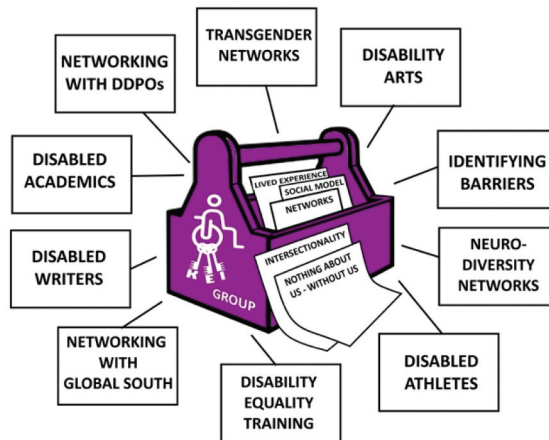 TRANSGENDER
NETWORKS
NETWORKING
WITH DDPOs
DISABILITY
ARTS
DISABLED
ACADEMICS
IDENTIFYING
BARRIERS
LIVED EXPERIENCE
SOCIAL MODEL
NETWORKS
INTERSECTIONALITY
NOTHING ABOUT
US - WITHOUT US
KEI
GROUP
DISABLED
WRITERS
NEURO-
DIVERSITY
NETWORKS
NETWORKING
WITH
GLOBAL SOUTH
DISABILITY
EQUALITY
TRAINING
DISABLED
ATHLETES